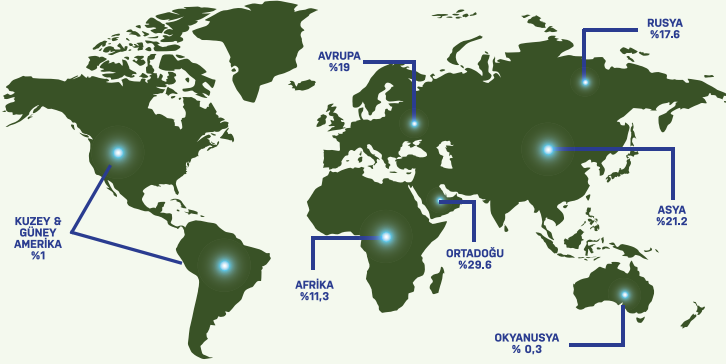 RUSYA
%17.6
AVRUPA
%19
ASYA
%21.2
KUZEY &
GÜNEY
AMERİKA
%1
ORTADOĞU
%29.6
AFRİKA
%11,3
OKYANUSYA
% 0,3